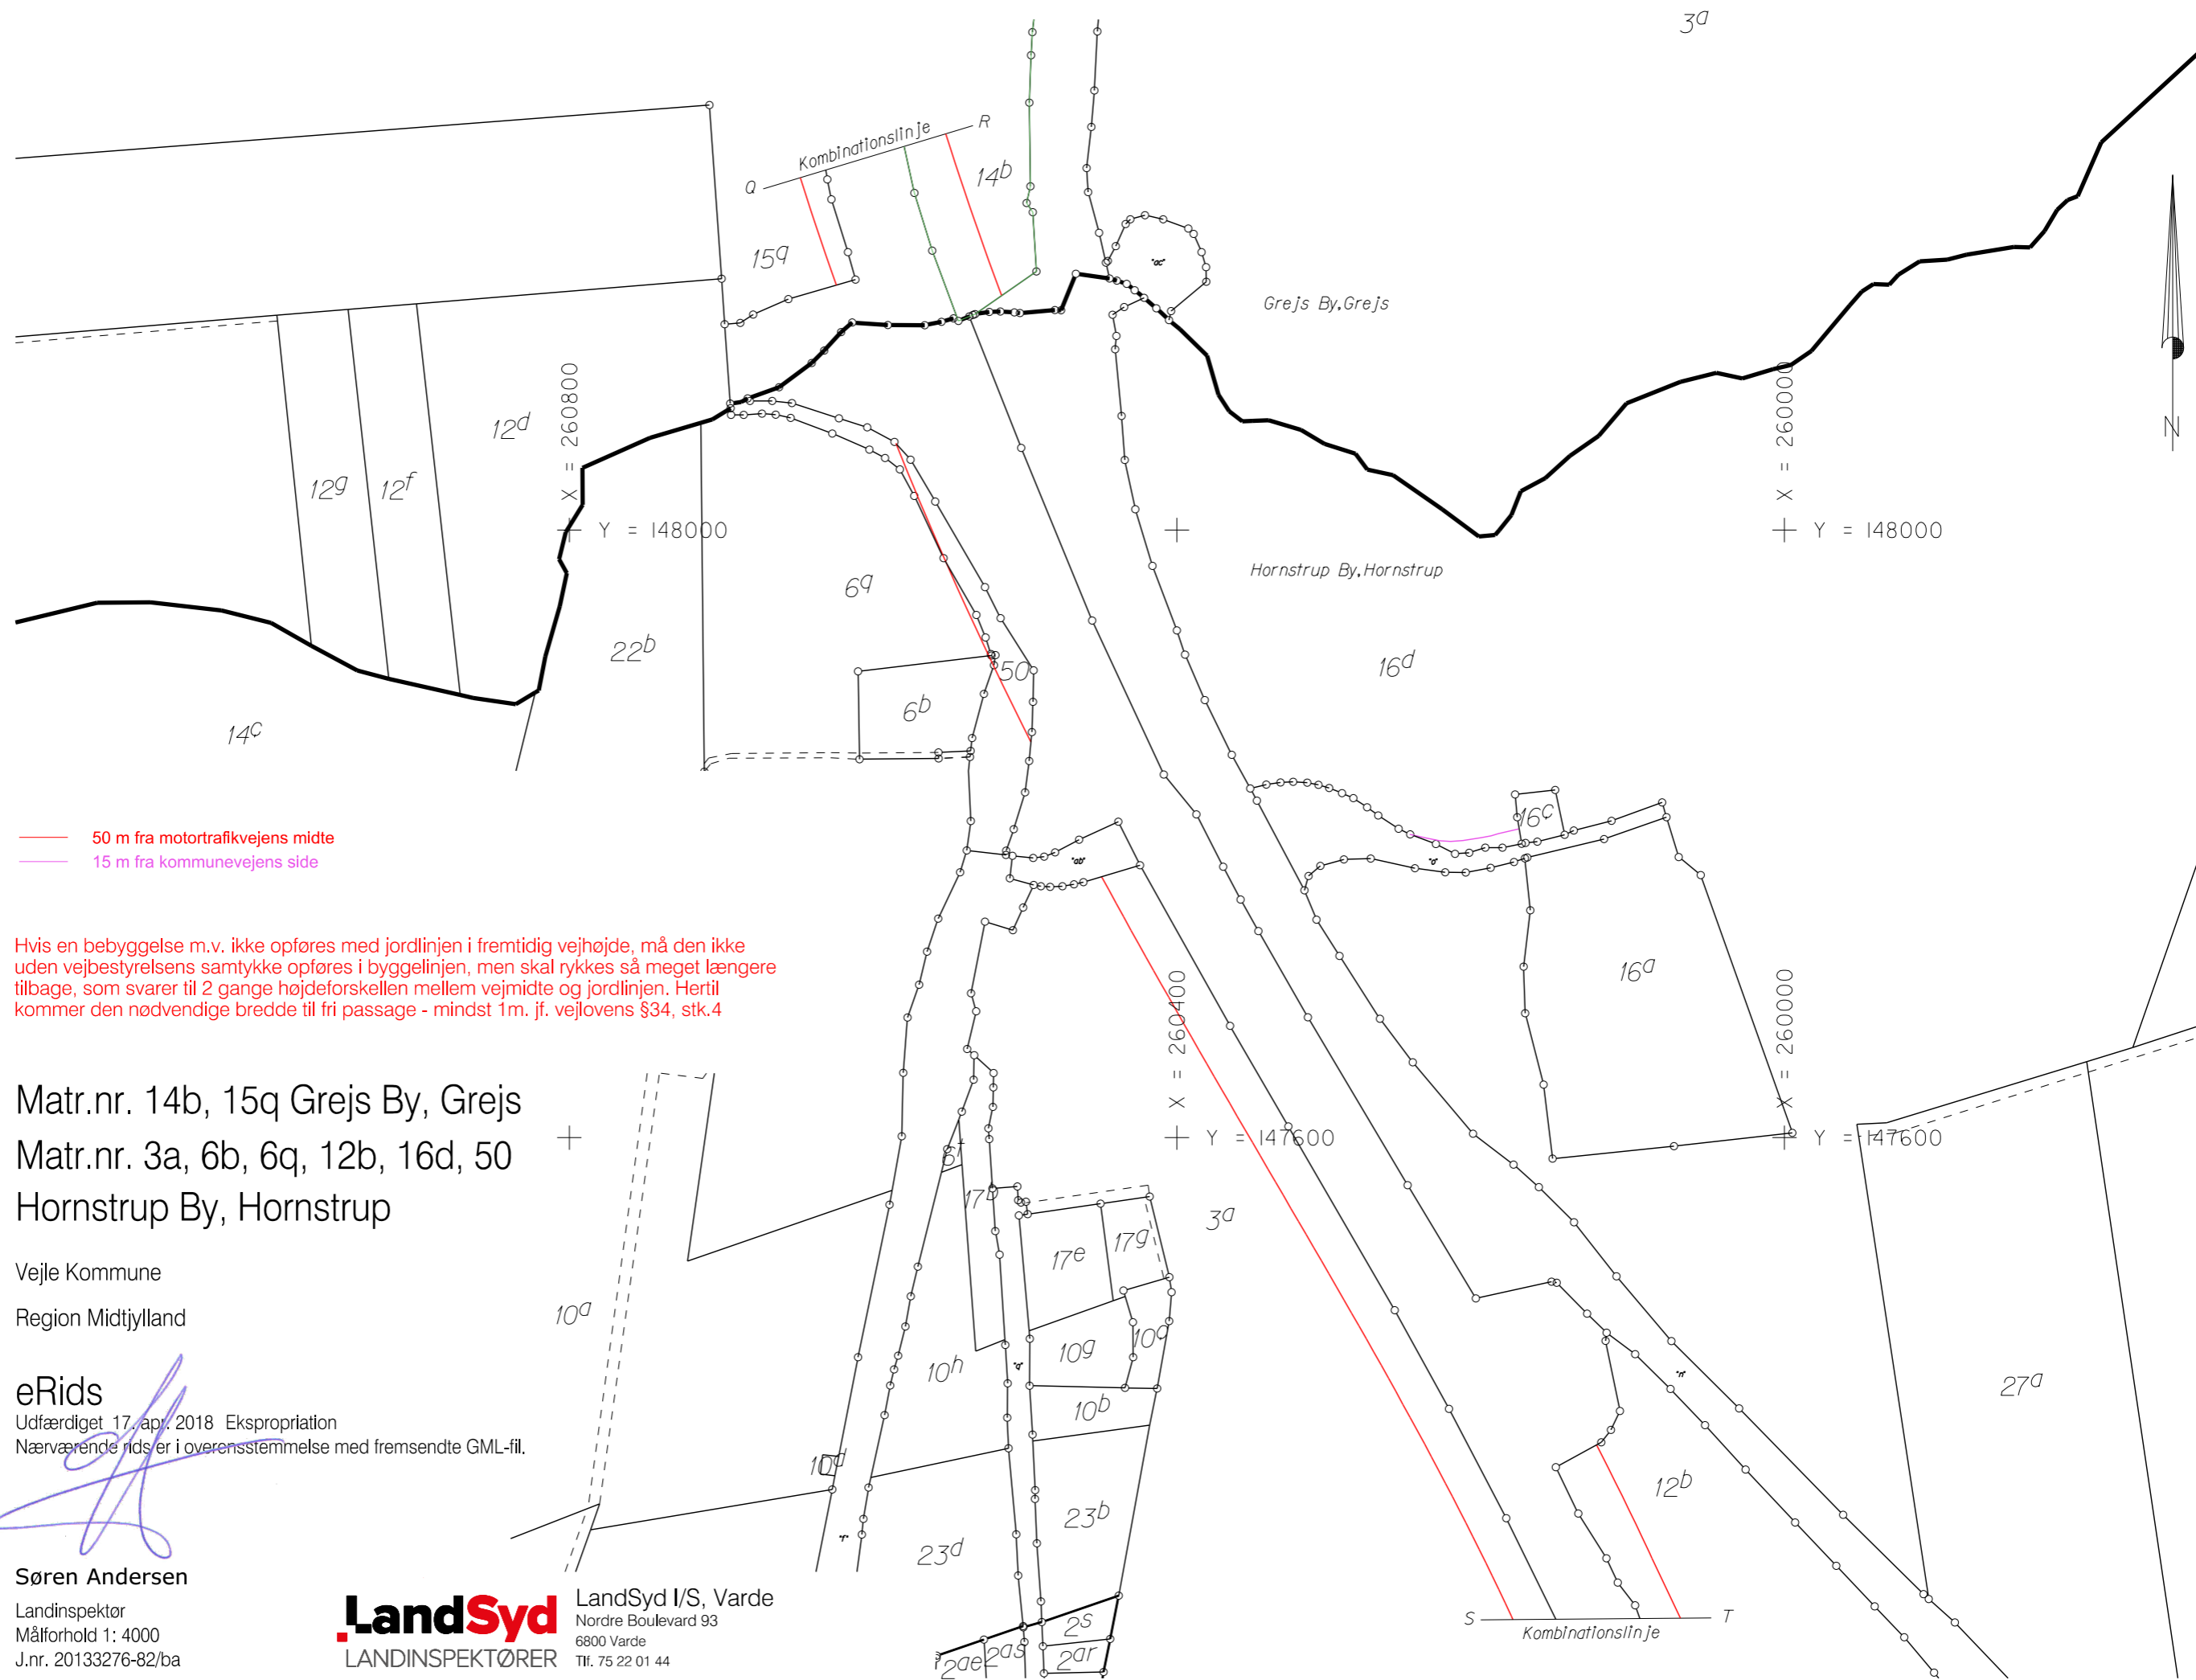 3a
Q Kombinationslinje R
14b
15q
"ac"
Grejs By, Grejs
12g
12f
12d
X = 260800
Y = 148000
X = 260000
Y = 148000
N
Hornstrup By, Hornstrup
6q
22b
50
6b
16d
14c
50 m fra motortrafikvejens midte
15 m fra kommunevejens side
16c
"ab"
16a
Hvis en bebyggelse m.v. ikke opføres med jordlinjen i fremtidig vejhøjde, må den ikke
uden vejbestyrelsens samtykke opføres i byggelinjen, men skal rykkes så meget længere
tilbage, som svarer til 2 gange højdeforskellen mellem vejmidte og jordlinjen. Hertil
kommer den nødvendige bredde til fri passage - mindst 1m. jf. vejlovens §34, stk.4
X = 260400
Y = 147600
X = 260000
Y = 147600
Matr.nr. 14b, 15q Grejs By, Grejs
Matr.nr. 3a, 6b, 6q, 12b, 16d, 50
Hornstrup By, Hornstrup
Vejle Kommune
Region Midtjylland
17b
17e
17g
3a
10a
10h
10g
10b
27a
10d
12b
23b
23d
eRids
Udfærdiget 17. apr. 2018 Ekspropriation
Nærværende rids er i overensstemmelse med fremsendte GML-fil.
Søren Andersen
Landinspektør
Målforhold 1: 4000
J.nr. 20133276-82/ba
LandSyd
LANDINSPEKTØRER
LandSyd I/S, Varde
Nordre Boulevard 93
6800 Varde
Tlf. 75 22 01 44
2s
2ae
2as
2ar
S T
Kombinationslinje